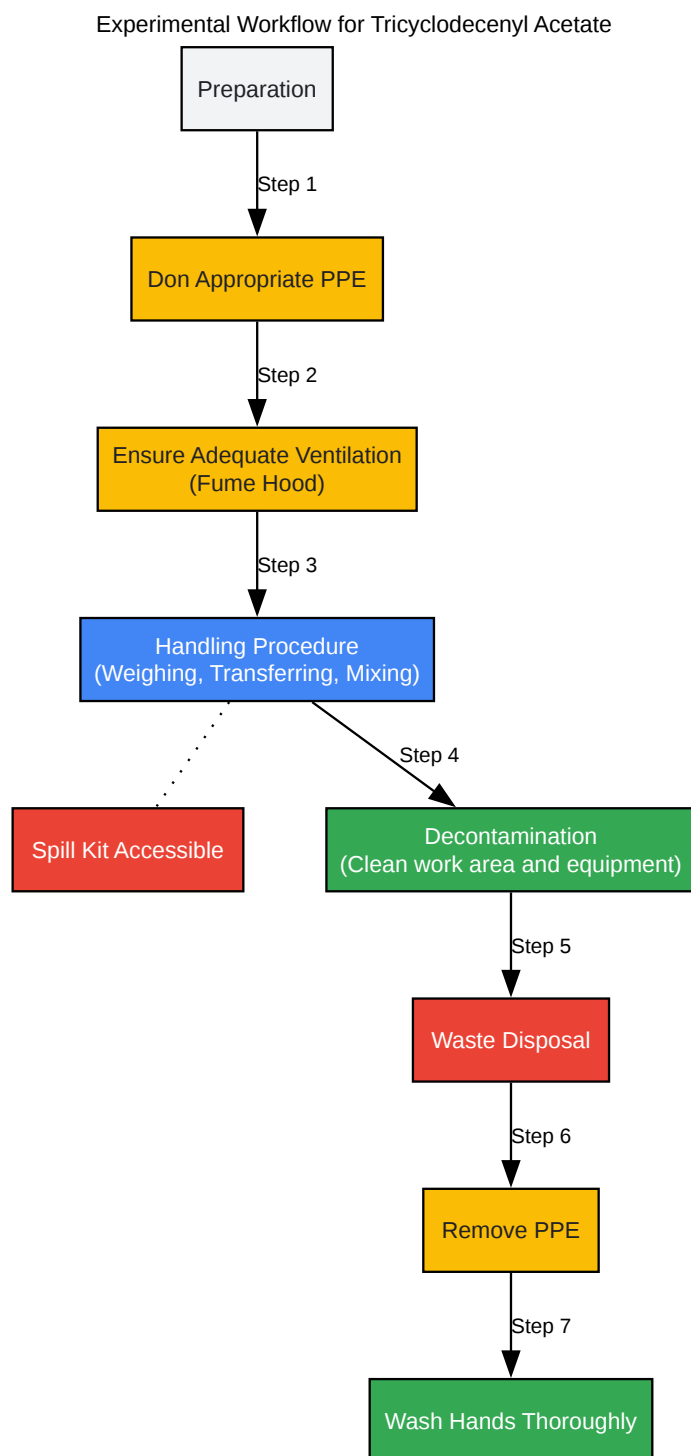 Experimental Workflow for Tricyclodecenyl Acetate
Preparation
Step 1
Don Appropriate PPE
Step 2
Ensure Adequate Ventilation
(Fume Hood)
Step 3
Handling Procedure
(Weighing, Transferring, Mixing)
Step 4
Spill Kit Accessible
Decontamination
(Clean work area and equipment)
Step 5
Waste Disposal
Step 6
Remove PPE
Step 7
Wash Hands Thoroughly